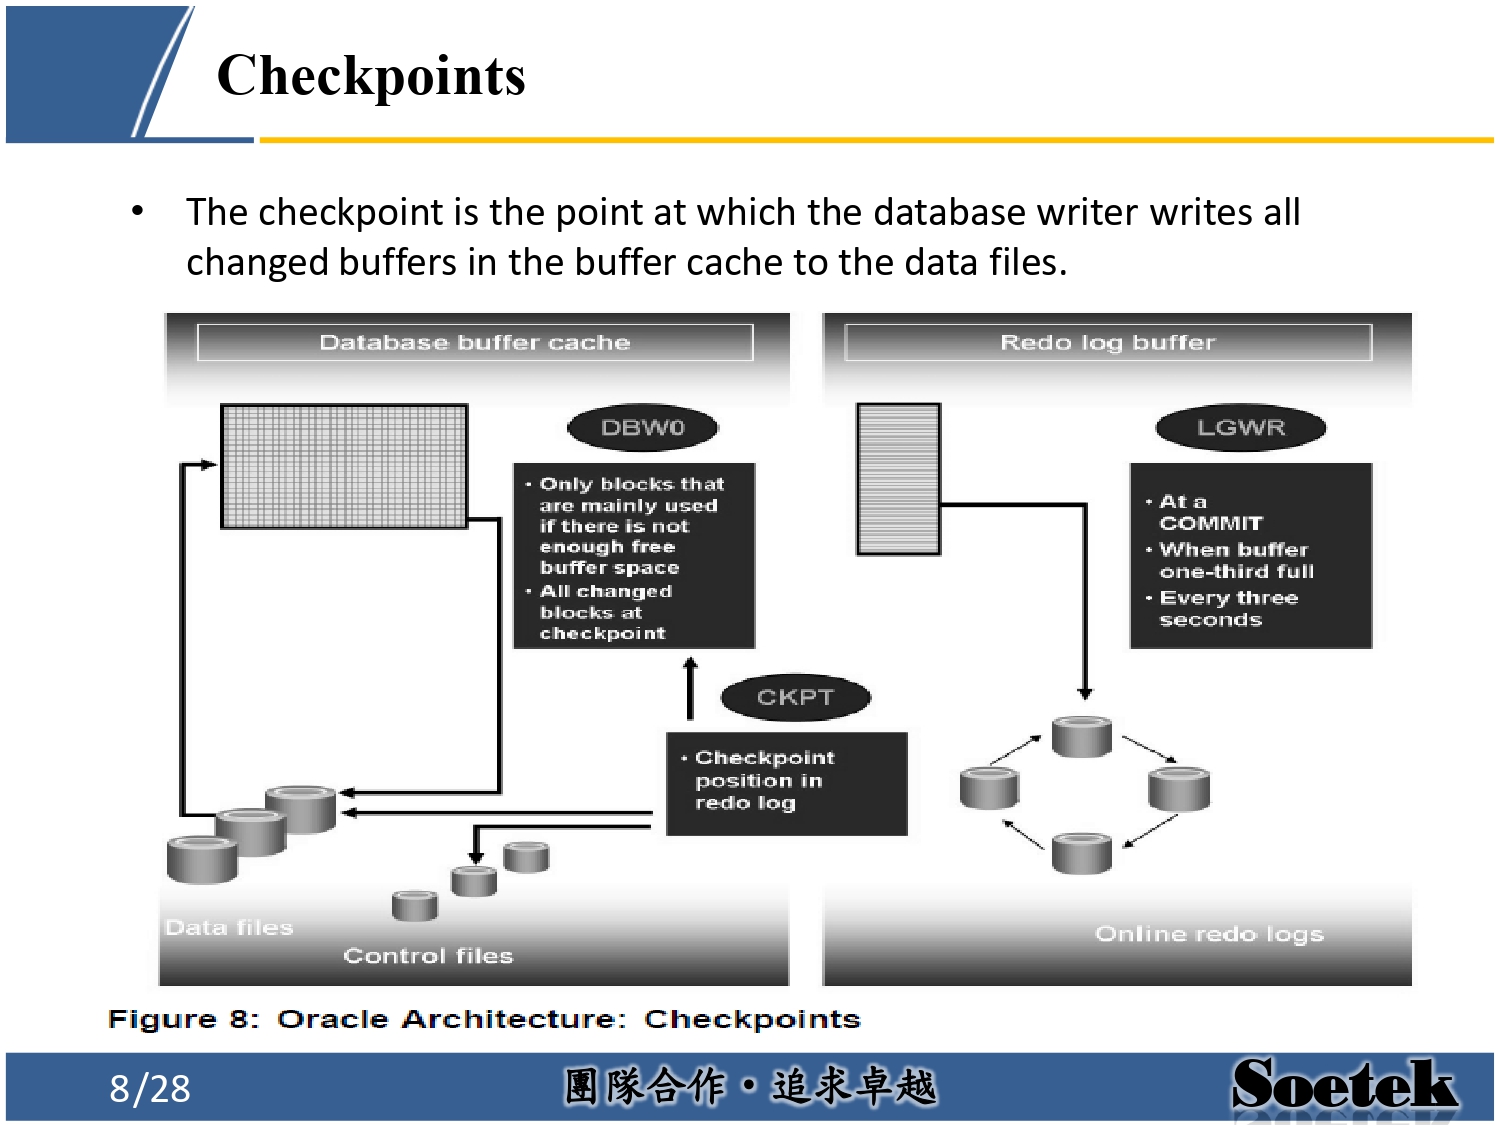 Checkpoints
• The checkpoint is the point at which the database writer writes all
changed buffers in the buffer cache to the data files.
Database buffer cache
Redo log buffer
DBW0
• Only blocks that
are mainly used
if there is not
enough free
buffer space
• All changed
blocks at
checkpoint
LGWR
• At a
COMMIT
• When buffer
one-third full
• Every three
seconds
CKPT
• Checkpoint
position in
redo log
Data files
Control files
Online redo logs
Figure 8: Oracle Architecture: Checkpoints
8/28
團隊合作・追求卓越
Soetek